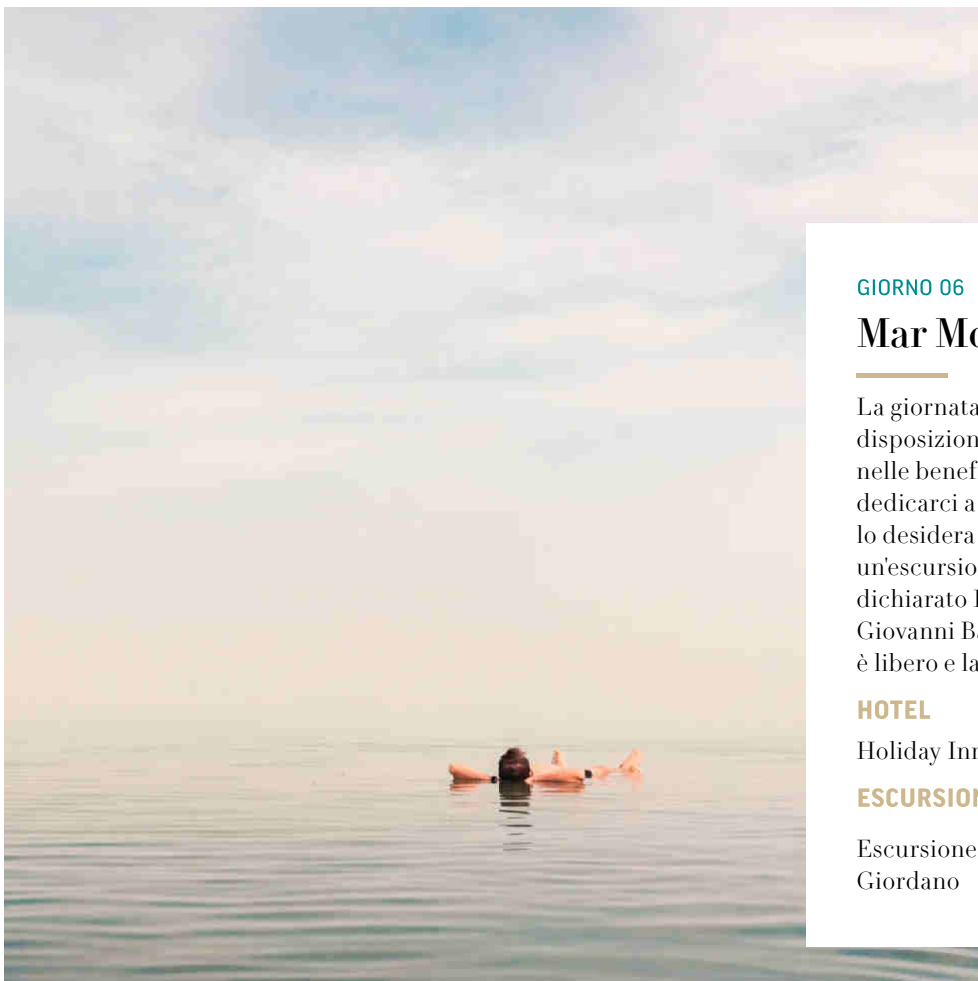 GIORNO 06
Mar Mo
La giornata
disposizion
nelle benef
dedicarci a
lo desidera
un'escursio
dichiarato
Giovanni B
è libero e la
HOTEL
Holiday Inn
ESCURSION
Escursione
Giordano